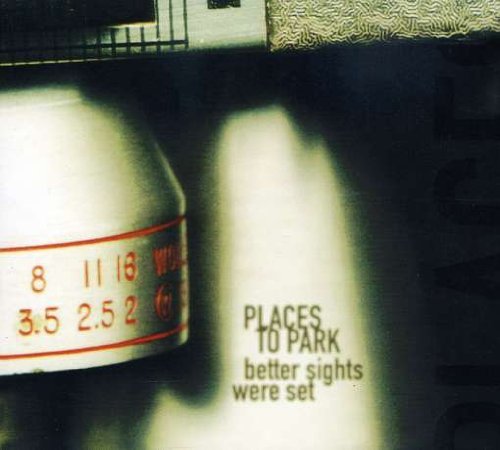 8 11 16
3.5 2.5 2
PLACES
TO PARK
better sights
were set